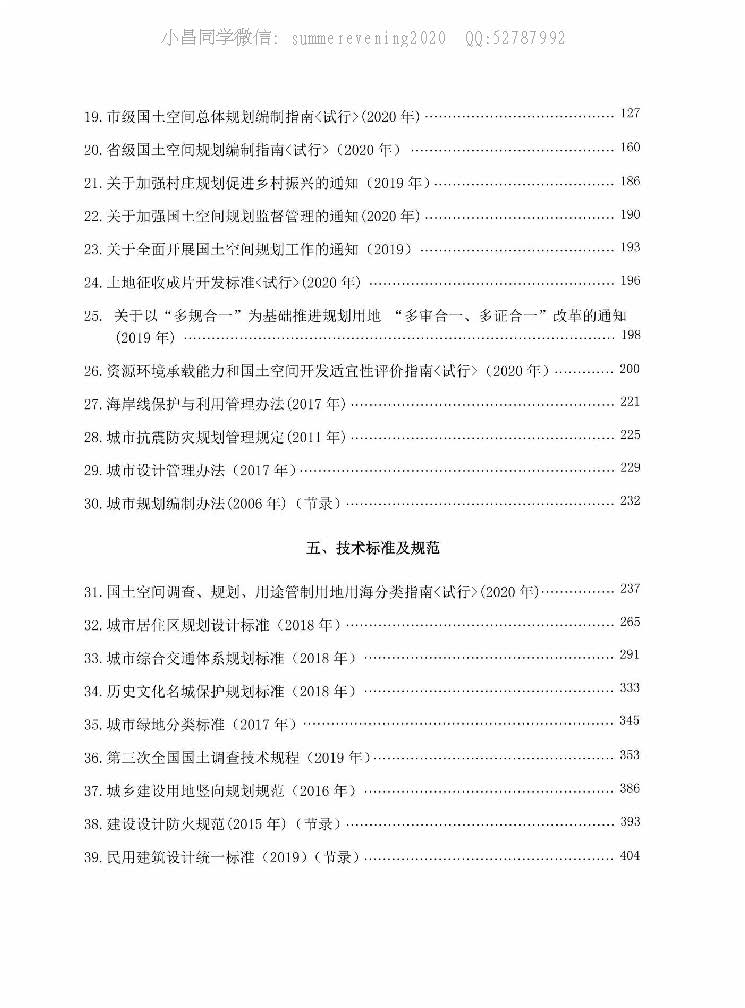 小昌同学微信: summerevening2020 QQ:52787992
19. 市级国土空间总体规划编制指南<试行>(2020 年) ………………………………… 127
20. 省级国土空间规划编制指南<试行>（2020 年） ………………………………… 160
21. 关于加强村庄规划促进乡村振兴的通知（2019 年）………………………………… 186
22. 关于加强国土空间规划监督管理的通知(2020 年) ………………………………… 190
23. 关于全面开展国土空间规划工作的通知（2019） ………………………………… 193
24. 土地征收成片开发标准<试行>(2020 年) ………………………………… 196
25. 关于以“多规合一”为基础推进规划用地 “多审合一、多证合一”改革的通知
(2019 年) ………………………………… 198
26. 资源环境承载能力和国土空间开发适宜性评价指南<试行>（2020 年）………… 200
27. 海岸线保护与利用管理办法(2017 年) ………………………………… 221
28. 城市抗震防灾规划管理规定(2011 年) ………………………………… 225
29. 城市设计管理办法（2017 年）………………………………… 229
30. 城市规划编制办法(2006 年)（节录）………………………………… 232
五、技术标准及规范
31. 国土空间调查、规划、用途管制用地用海分类指南<试行>(2020 年)…………… 237
32. 城市居住区规划设计标准（2018 年）………………………………… 265
33. 城市综合交通体系规划标准（2018 年） ………………………………… 291
34. 历史文化名城保护规划标准（2018 年） ………………………………… 333
35. 城市绿地分类标准（2017 年）………………………………… 345
36. 第三次全国国土调查技术规程（2019 年）………………………………… 353
37. 城乡建设用地竖向规划规范（2016 年） ………………………………… 386
38. 建设设计防火规范(2015 年)（节录）………………………………… 393
39. 民用建筑设计统一标准（2019）（节录）………………………………… 404